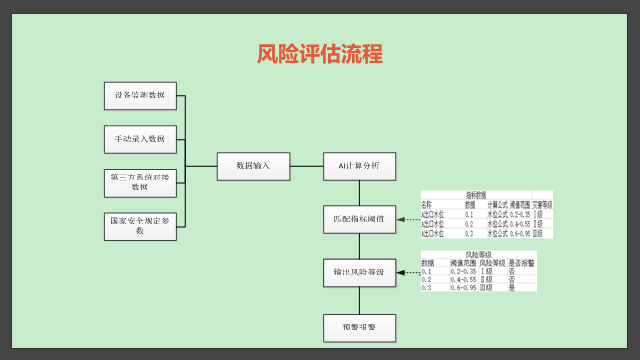 风险评估流程
设备监测数据
手动录入数据
第三方系统对接
数据
国家安全规定参
数
数据输入
AI计算分析
匹配指标阈值
输出风险等级
预警报警
指标数据
名称 数据 计算公式 阈值范围 灾害等级
A出口水位 0.1 水位公式 0.2-0.35 Ⅰ级
A出口水位 0.2 水位公式 0.4-0.55 Ⅱ级
A出口水位 0.3 水位公式 0.6-0.95 Ⅲ级
风险等级
数据 阈值范围 风险等级 是否报警
0.1 0.2-0.35 Ⅰ级 否
0.2 0.4-0.55 Ⅱ级 否
0.3 0.6-0.95 Ⅲ级 是